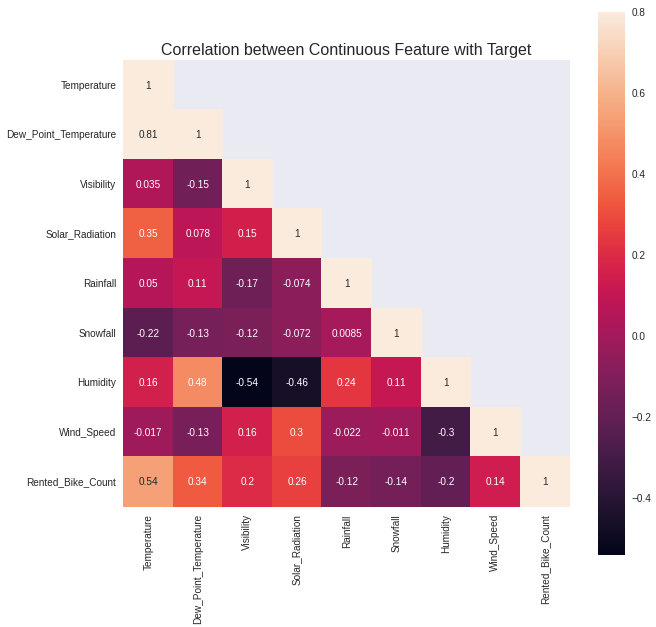 Correlation between Continuous Feature with Target
Temperature 1
Dew_Point_Temperature 0.81 1
Visibility 0.035 -0.15 1
Solar_Radiation 0.35 0.078 0.15 1
Rainfall 0.05 0.11 -0.17 -0.074 1
Snowfall -0.22 -0.13 -0.12 -0.072 0.0085 1
Humidity 0.16 0.48 -0.54 -0.46 0.24 0.11 1
Wind_Speed -0.017 -0.13 0.16 0.3 -0.022 -0.011 -0.3 1
Rented_Bike_Count 0.54 0.34 0.2 0.26 -0.12 -0.14 -0.2 0.14 1
Temperature
Dew_Point_Temperature
Visibility
Solar_Radiation
Rainfall
Snowfall
Humidity
Wind_Speed
Rented_Bike_Count
0.8
0.6
0.4
0.2
0.0
−0.2
−0.4